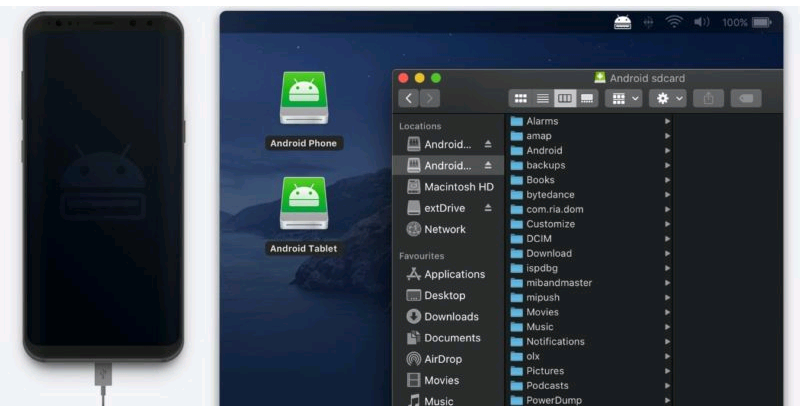 100%
Android sdcard
Android Phone
Android Tablet
Locations
Android...
Android...
Macintosh HD
extDrive
Network
Favourites
Applications
Desktop
Downloads
Documents
AirDrop
Movies
Music
Alarms
amap
Android
backups
Books
bytedance
com.ria.dom
Customize
DCIM
Download
ispdbg
mibandmaster
mipush
Movies
Music
Notifications
olx
Pictures
Podcasts
PowerDump